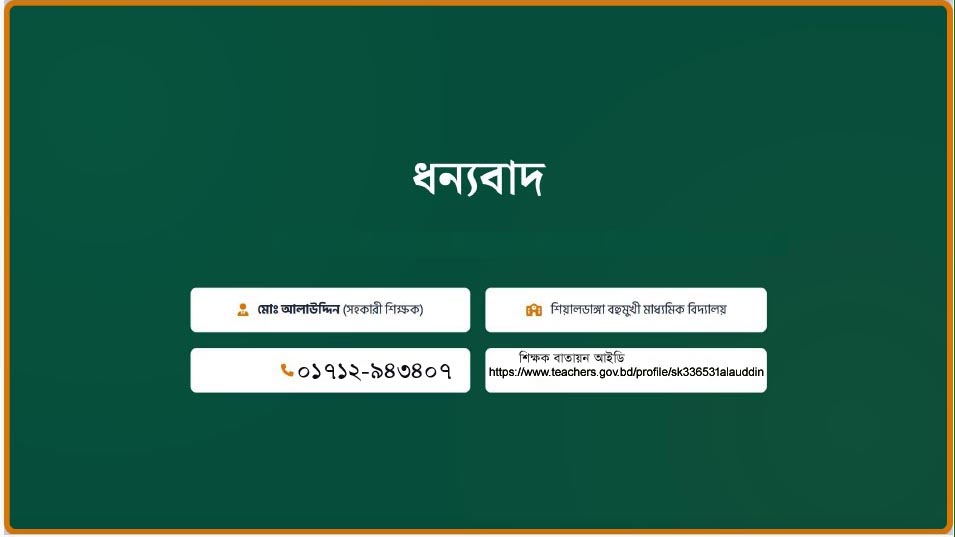 ধন্যবাদ
মোঃ আলাউদ্দিন (সহকারী শিক্ষক)
শিয়ালডাঙ্গা বহুমুখী মাধ্যমিক বিদ্যালয়
০১৭১২-৯৪৩৪০৭
শিক্ষক বাতায়ন আইডি
https://www.teachers.gov.bd/profile/sk336531alauddin